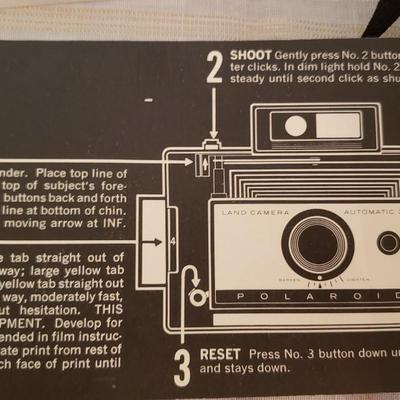 2 SHOOT Gently press No. 2 button
ter clicks. In dim light hold No. 2
steady until second click as shu
nder. Place top line of
top of subject's fore-
buttons back and forth
line at bottom of chin.
moving arrow at INF.
LAND CAMERA AUTOMATIC
4
DARKEN LIGHTEN
POLAROID
e tab straight out of
way; large yellow tab
yellow tab straight out
way, moderately fast,
ut hesitation. THIS
PMENT. Develop for
ended in film instruc-
ate print from rest of
ch face of print until
3 RESET Press No. 3 button down un
and stays down.